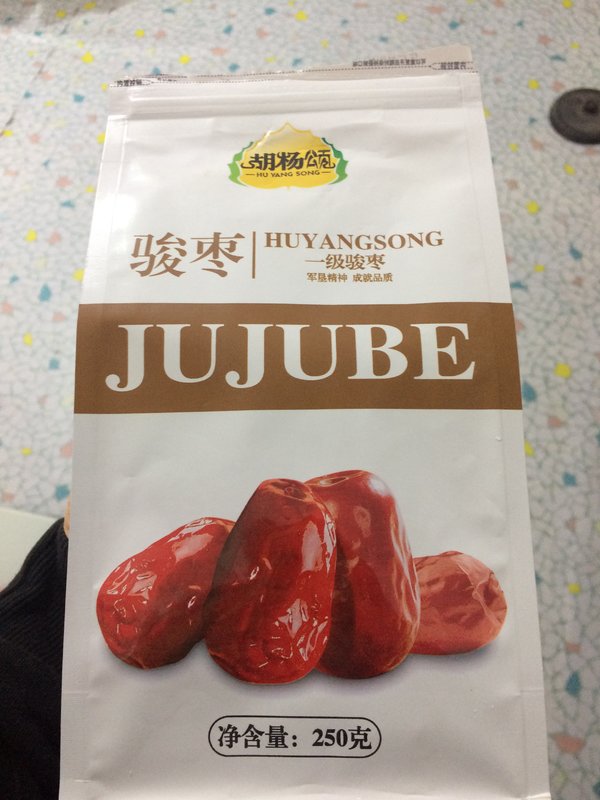 胡杨颂
HU YANG SONG
骏枣
HUYANGSONG
一级骏枣
军垦精神 成就品质
JUJUBE
净含量：250克